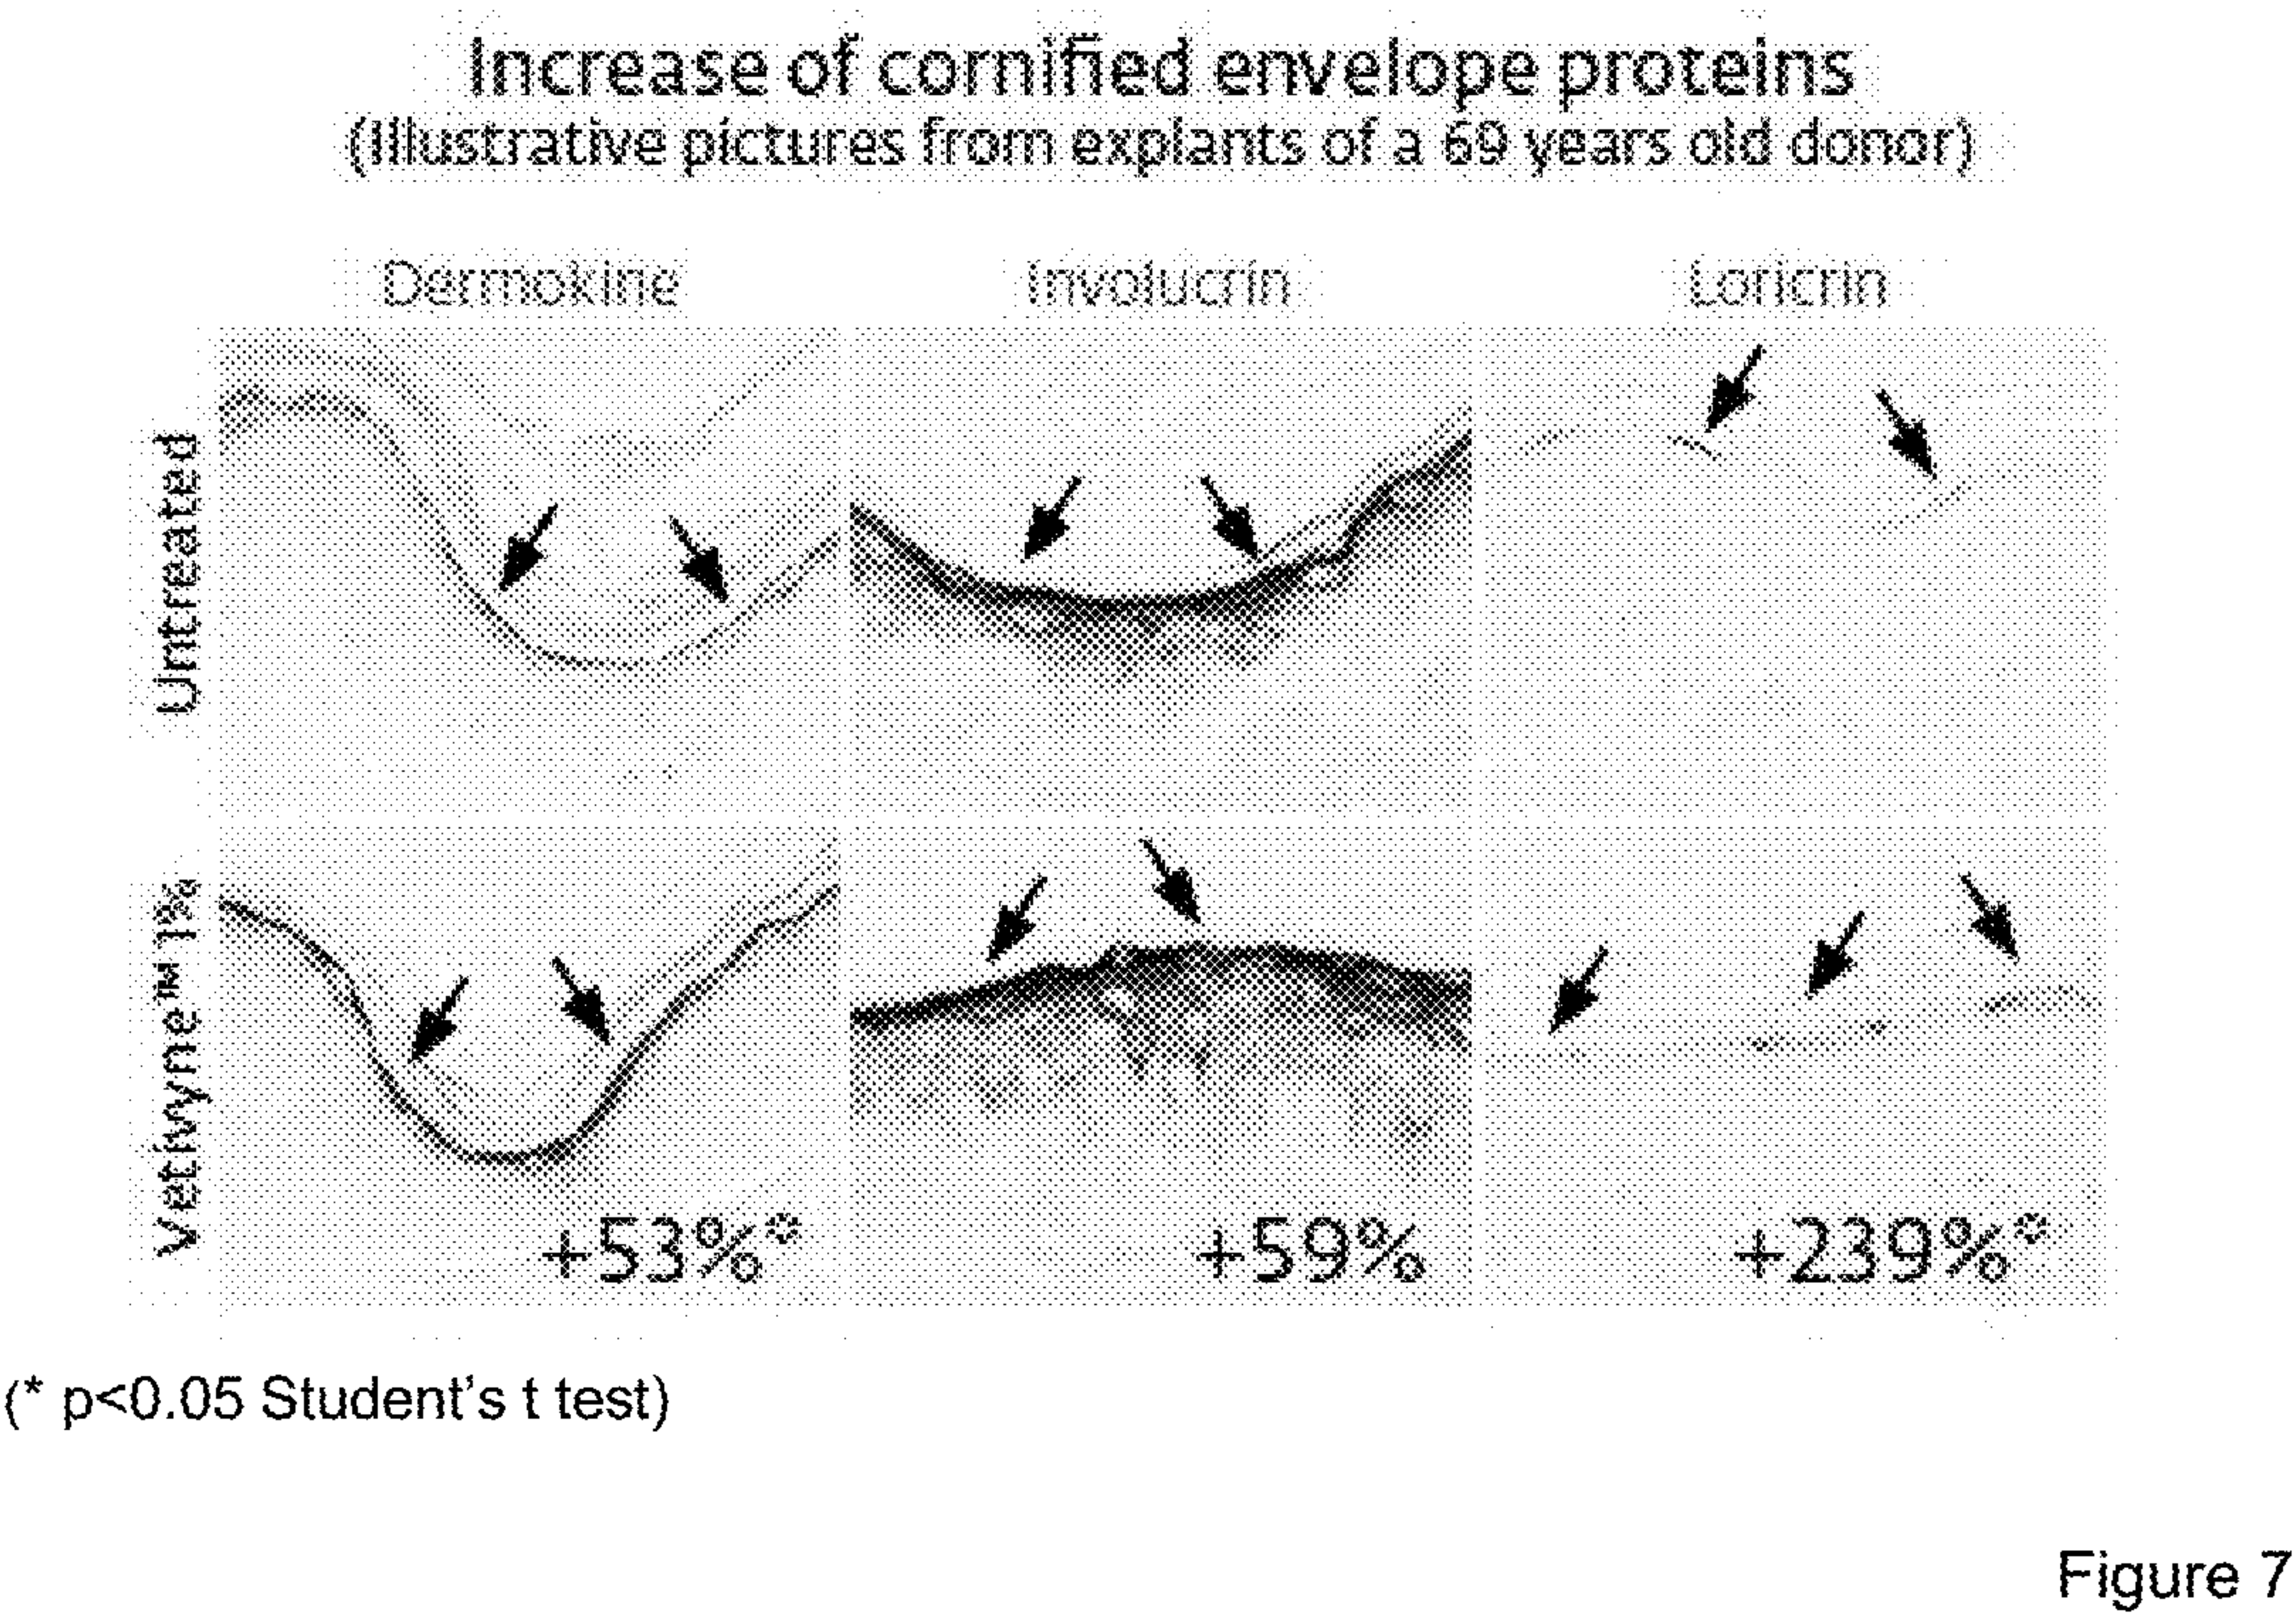 Increase of cornified envelope proteins
(Illustrative pictures from explants of a 69 years old donor)
Dermokine Involucrin Loricrin
Untreated
Vetivyne™ 1%
+53%* +59% +239%*
(* p<0.05 Student's t test)
Figure 7